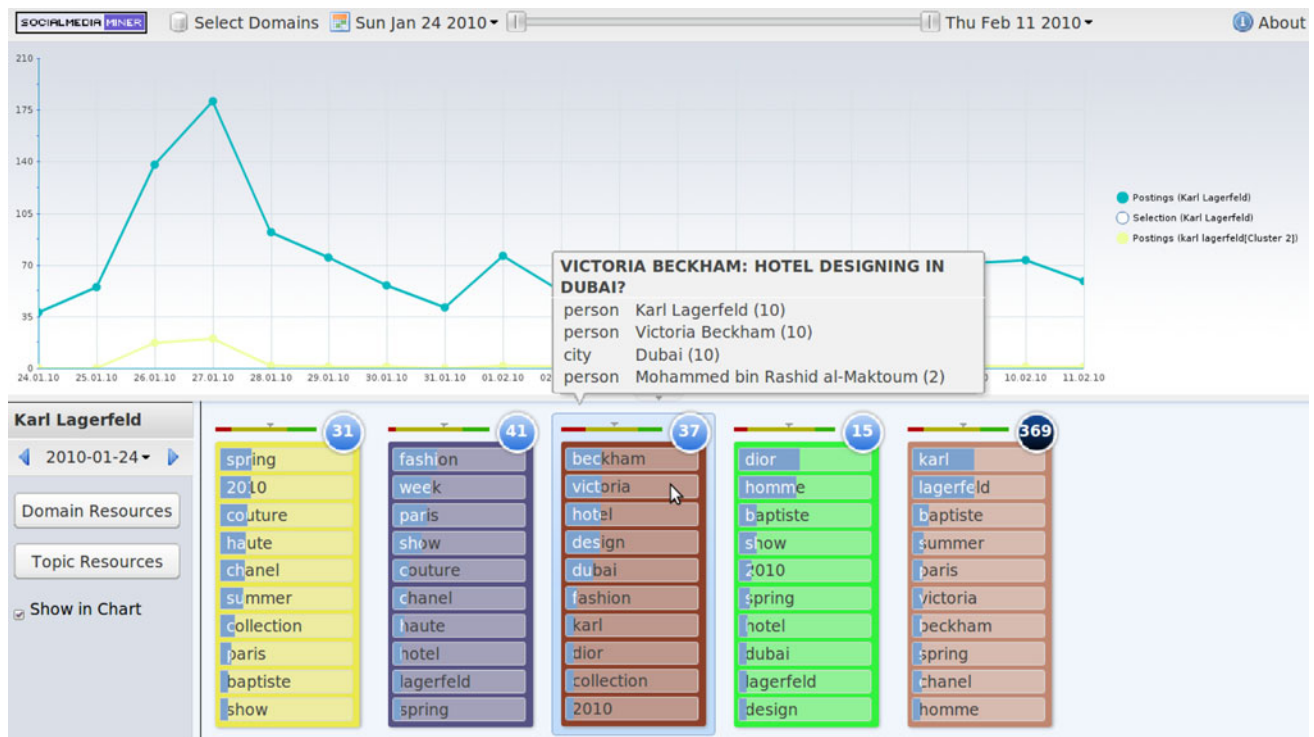 SOCIALMEDIA MINER Select Domains Sun Jan 24 2010 Thu Feb 11 2010 About
210
175
140
105
70
35
0
Postings (Karl Lagerfeld)
Selection (Karl Lagerfeld)
Postings (karl lagerfeld[Cluster 2])
VICTORIA BECKHAM: HOTEL DESIGNING IN
DUBAI?
person Karl Lagerfeld (10)
person Victoria Beckham (10)
city Dubai (10)
person Mohammed bin Rashid al-Maktoum (2)
24.01.10 25.01.10 26.01.10 27.01.10 28.01.10 29.01.10 30.01.10 31.01.10 01.02.10 02 0 10.02.10 11.02.10
Karl Lagerfeld
2010-01-24
Domain Resources
Topic Resources
Show in Chart
31
spring
2010
couture
haute
chanel
summer
collection
paris
baptiste
show
41
fashion
week
paris
show
couture
chanel
haute
hotel
lagerfeld
spring
37
beckham
victoria
hotel
design
dubai
fashion
karl
dior
collection
2010
15
dior
homme
baptiste
show
2010
spring
hotel
dubai
lagerfeld
design
369
karl
lagerfeld
baptiste
summer
paris
victoria
beckham
spring
chanel
homme